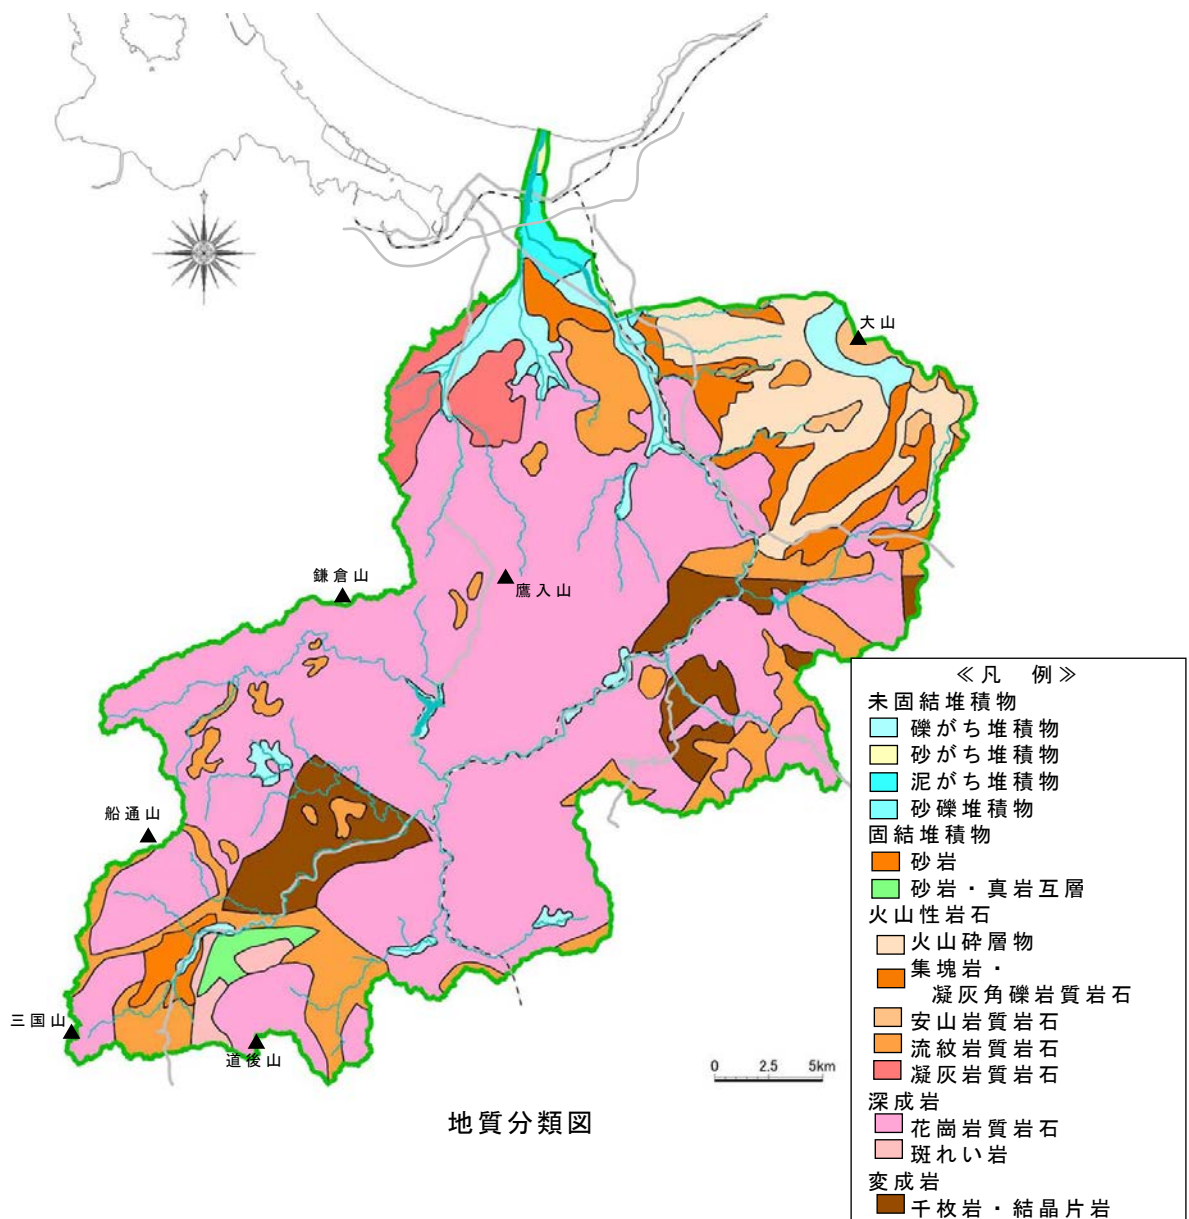 大山
鎌倉山
鷹入山
船通山
三国山
道後山
0 2.5 5km
地質分類図
≪凡 例≫
未固結堆積物
礫がち堆積物
砂がち堆積物
泥がち堆積物
砂礫堆積物
固結堆積物
砂岩
砂岩・真岩互層
火山性岩石
火山砕層物
集塊岩・
凝灰角礫岩質岩石
安山岩質岩石
流紋岩質岩石
凝灰岩質岩石
深成岩
花崗岩質岩石
斑れい岩
変成岩
千枚岩・結晶片岩